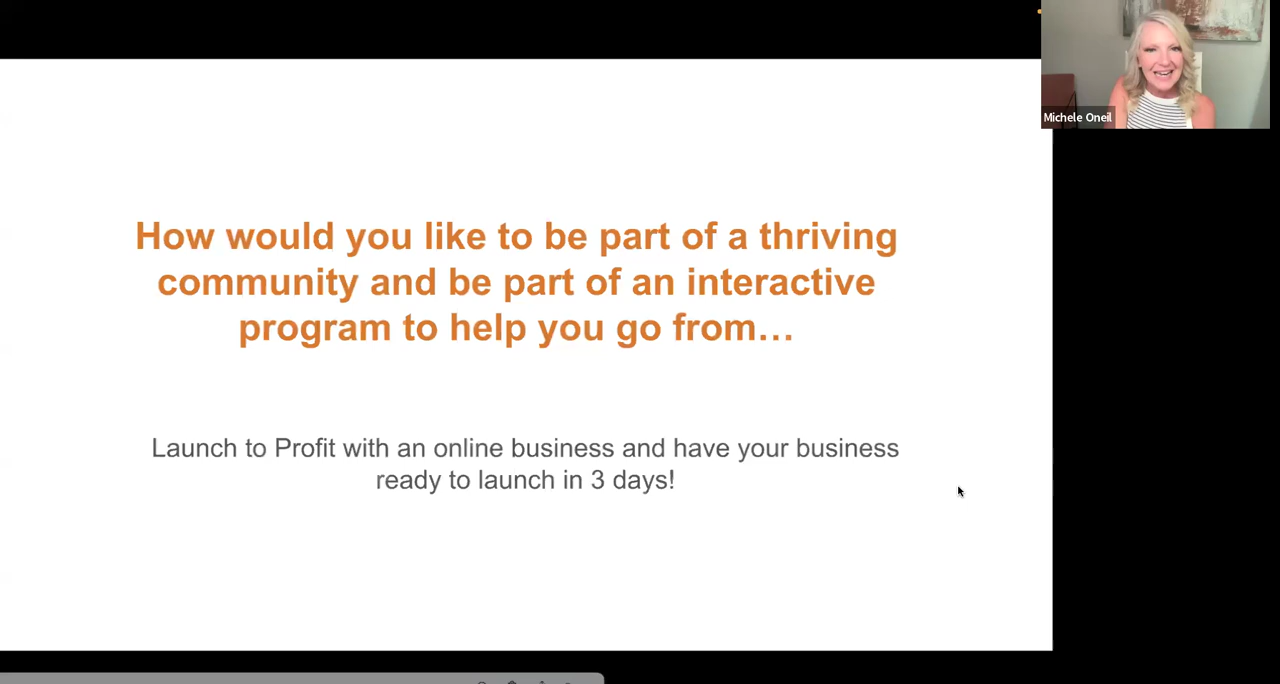 Michele Oneil
How would you like to be part of a thriving
community and be part of an interactive
program to help you go from…
Launch to Profit with an online business and have your business
ready to launch in 3 days!